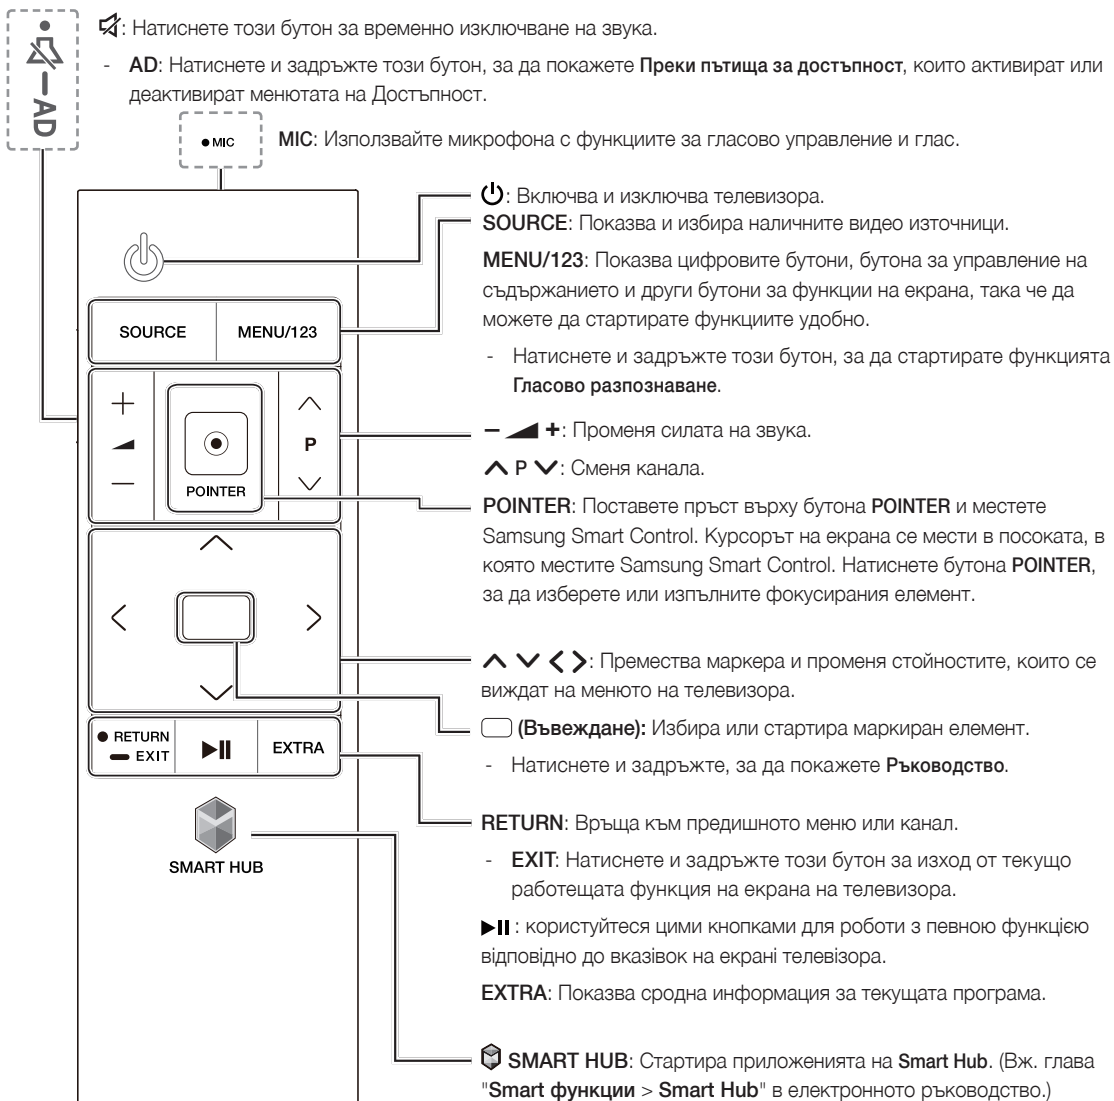 : Натиснете този бутон за временно изключване на звука.
- AD: Натиснете и задръжте този бутон, за да покажете Преки пътища за достъпност, които активират или
деактивират менютата на Достъпност.
AD
MIC
MIC: Използвайте микрофона с функциите за гласово управление и глас.
: Включва и изключва телевизора.
SOURCE: Показва и избира наличните видео източници.
MENU/123: Показва цифровите бутони, бутона за управление на
съдържанието и други бутони за функции на екрана, така че да
можете да стартирате функциите удобно.
- Натиснете и задръжте този бутон, за да стартирате функцията
Гласово разпознаване.
SOURCE
MENU/123
+
−
P
POINTER
− +: Променя силата на звука.
P : Сменя канала.
POINTER: Поставете пръст върху бутона POINTER и местете
Samsung Smart Control. Курсорът на екрана се мести в посоката, в
която местите Samsung Smart Control. Натиснете бутона POINTER,
за да изберете или изпълните фокусирания елемент.
: Премества маркера и променя стойностите, които се
виждат на менюто на телевизора.
(Въвеждане): Избира или стартира маркиран елемент.
- Натиснете и задръжте, за да покажете Ръководство.
RETURN
EXIT
EXTRA
SMART HUB
RETURN: Връща към предишното меню или канал.
- EXIT: Натиснете и задръжте този бутон за изход от текущо
работещата функция на екрана на телевизора.
: користуйтеся цими кнопками для роботи з певною функцією
відповідно до вказівок на екрані телевізора.
EXTRA: Показва сродна информация за текущата програма.
SMART HUB: Стартира приложенията на Smart Hub. (Вж. глава
"Smart функции > Smart Hub" в електронното ръководство.)